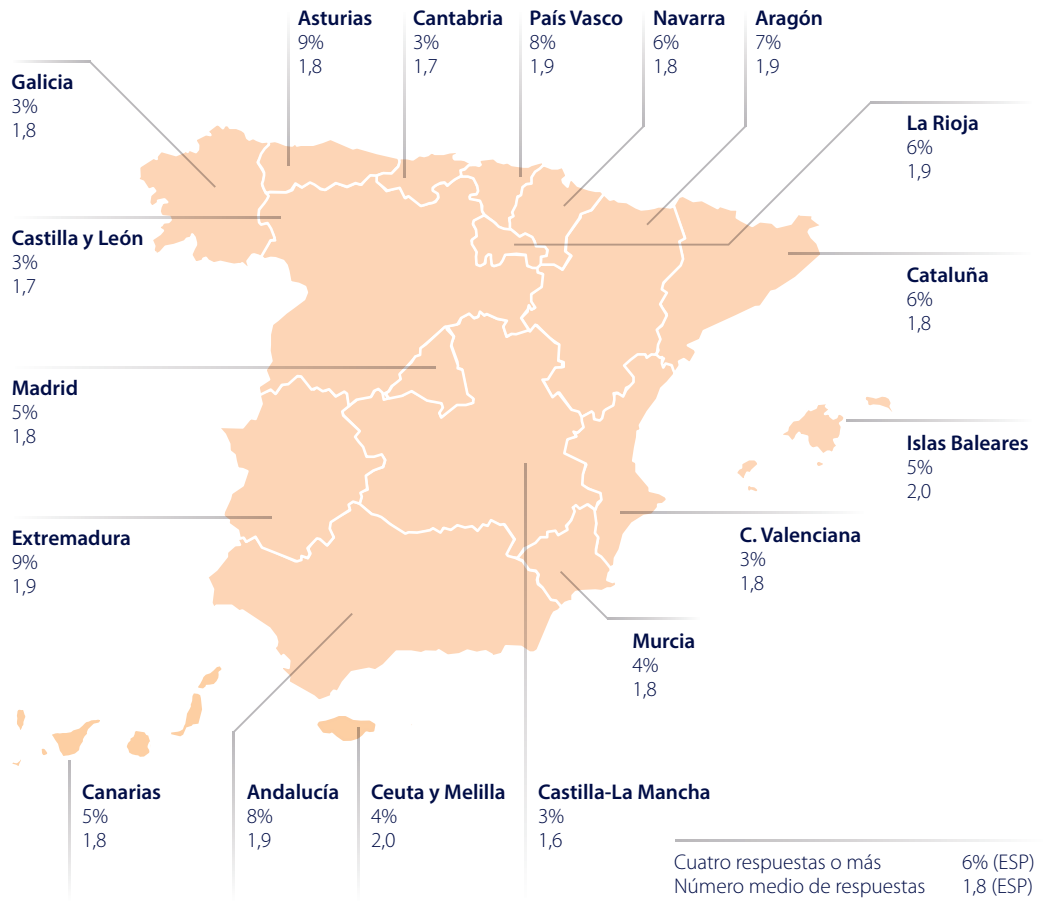 Asturias
9%
1,8
Cantabria
3%
1,7
País Vasco
8%
1,9
Navarra
6%
1,8
Aragón
7%
1,9
Galicia
3%
1,8
La Rioja
6%
1,9
Castilla y León
3%
1,7
Cataluña
6%
1,8
Madrid
5%
1,8
Islas Baleares
5%
2,0
Extremadura
9%
1,9
C. Valenciana
3%
1,8
Murcia
4%
1,8
Canarias
5%
1,8
Andalucía
8%
1,9
Ceuta y Melilla
4%
2,0
Castilla-La Mancha
3%
1,6
Cuatro respuestas o más 6% (ESP)
Número medio de respuestas 1,8 (ESP)